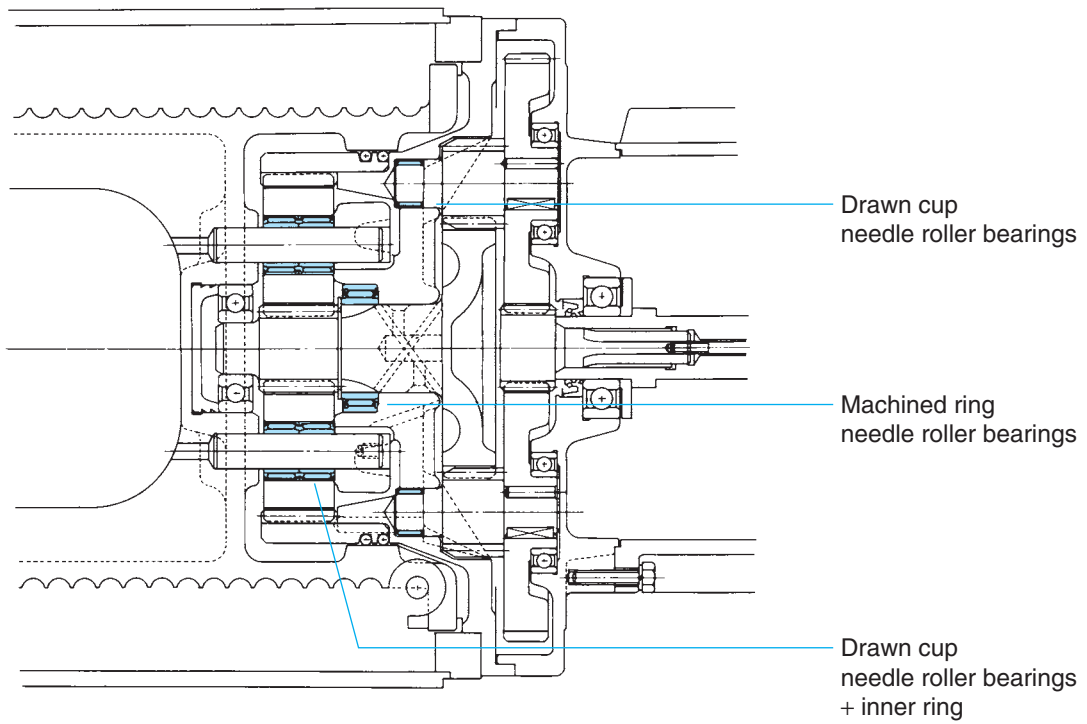 Drawn cup
needle roller bearings
Machined ring
needle roller bearings
Drawn cup
needle roller bearings
+ inner ring